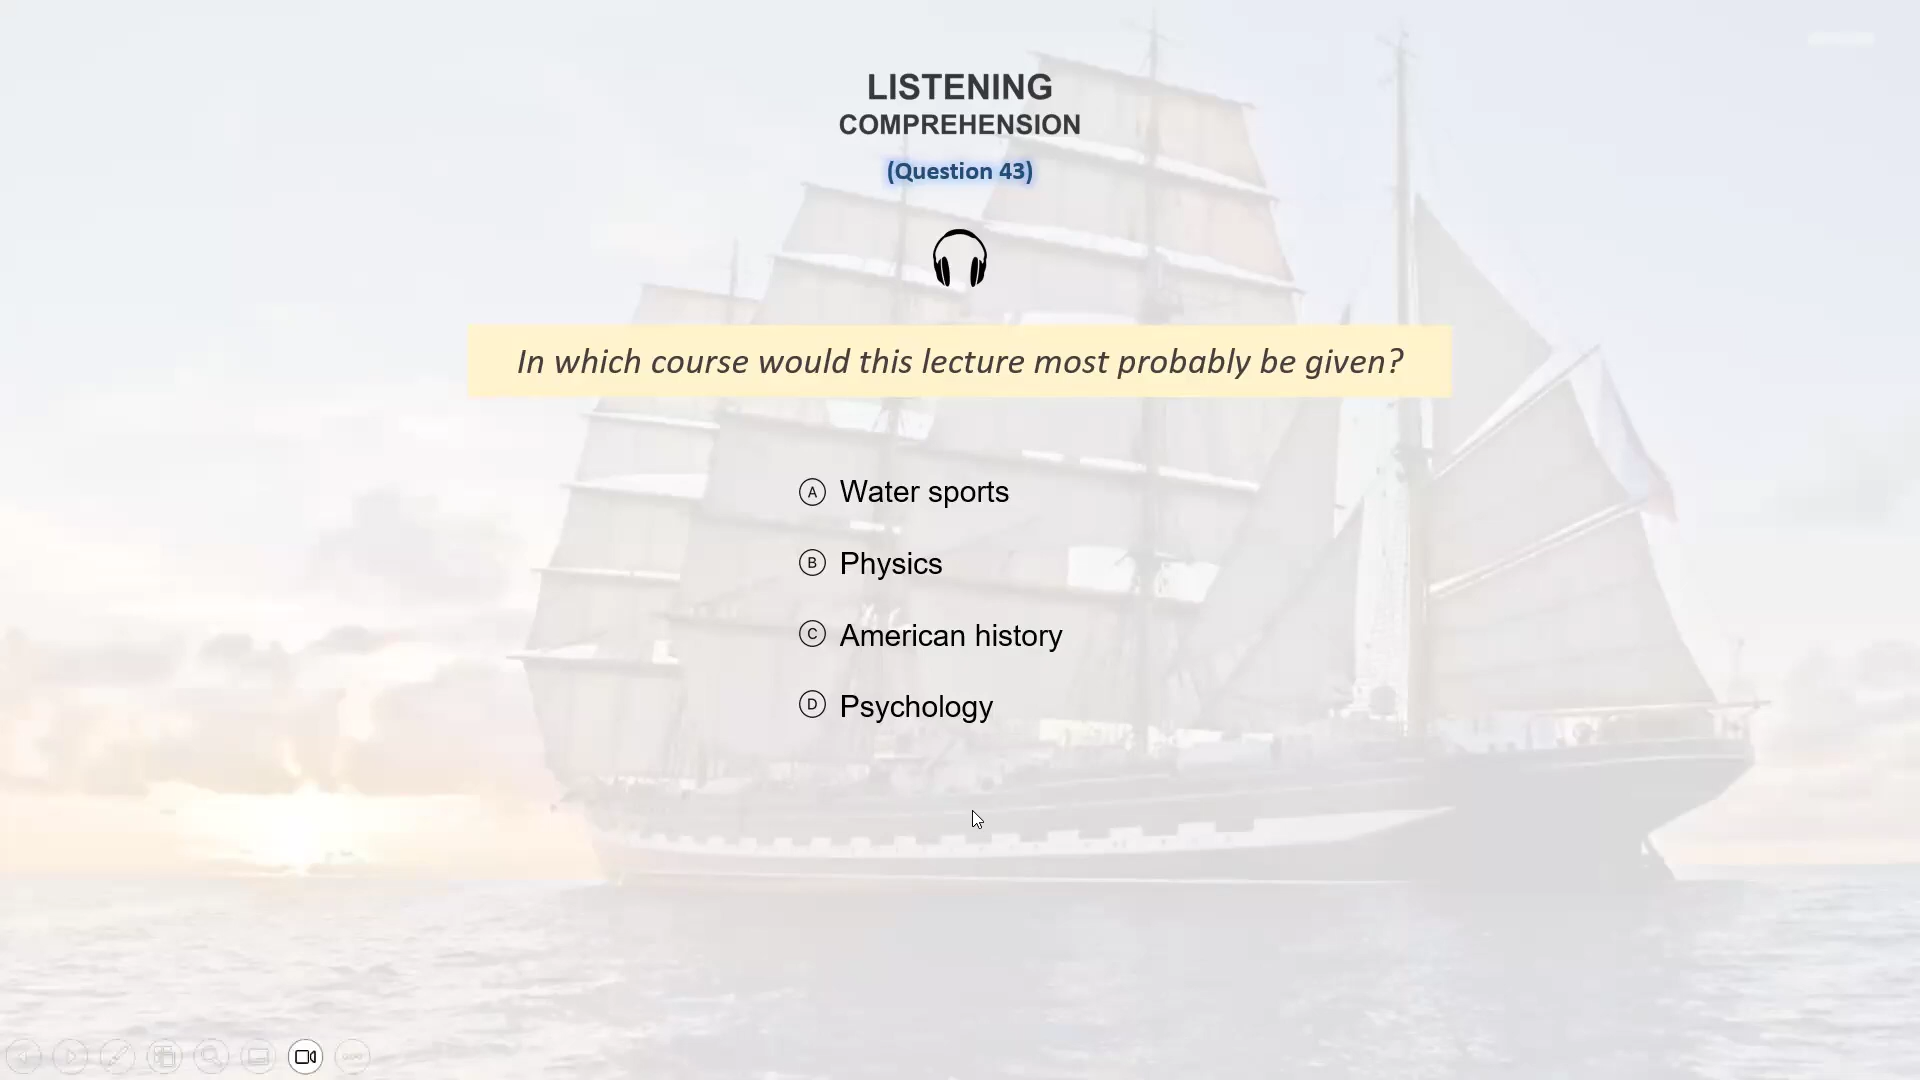 LISTENING
COMPREHENSION
(Question 43)
In which course would this lecture most probably be given?
A Water sports
B Physics
C American history
D Psychology